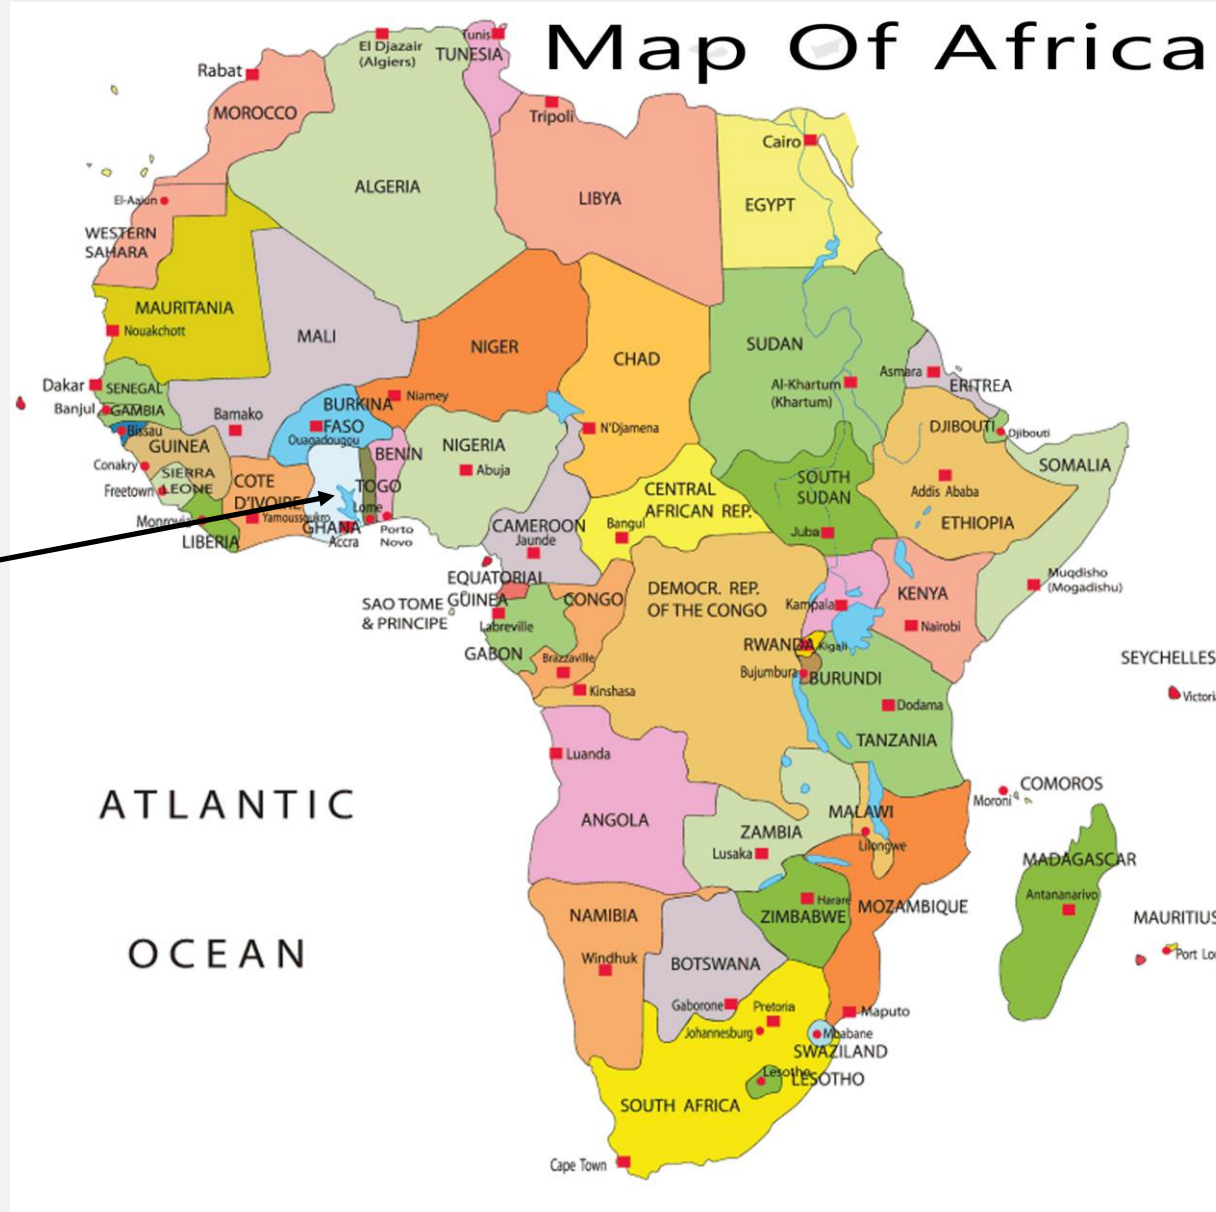 Map Of Africa
Tunis
El Djazair
(Algiers)
TUNESIA
Rabat
MOROCCO
Tripoli
Cairo
ALGERIA
LIBYA
EGYPT
El-Aajun
WESTERN
SAHARA
MAURITANIA
Nouakchott
MALI
NIGER
CHAD
SUDAN
Asmara
ERITREA
Al-Khartum
(Khartum)
Dakar
SENEGAL
Banjul
GAMBIA
Bissau
Bamako
BURKINA
FASO
Ouagadougou
Niamey
N'Djamena
DJIBOUTI
Djibouti
GUINEA
BENIN
NIGERIA
Abuja
SOMALIA
Conakry
SIERRA
LEONE
Freetown
COTE
D'IVOIRE
Yamoussoukro
TOGO
Lome
CENTRAL
AFRICAN REP.
Bangul
SOUTH
SUDAN
Juba
Addis Ababa
ETHIOPIA
Monrovia
LIBERIA
GHANA
Accra
Porto
Novo
CAMEROON
Jaunde
EQUATORIAL
GUINEA
SAO TOME
& PRINCIPE
Labreville
CONGO
DEMOCR. REP.
OF THE CONGO
Kampala
KENYA
Nairobi
Muqdisho
(Mogadishu)
GABON
Brazzaville
Kinshasa
RWANDA
Kigali
Bujumbura
BURUNDI
SEYCHELLES
Victoria
Dodama
TANZANIA
Luanda
ATLANTIC
OCEAN
ANGOLA
ZAMBIA
Lusaka
MALAWI
Lilongwe
COMOROS
Moroni
MADAGASCAR
Antananarivo
NAMIBIA
Windhuk
ZIMBABWE
Harare
MOZAMBIQUE
MAURITIUS
Port Lou
BOTSWANA
Gaborone
Pretoria
Johannesburg
Maputo
Mbabane
SWAZILAND
Lesotho
LESOTHO
SOUTH AFRICA
Cape Town